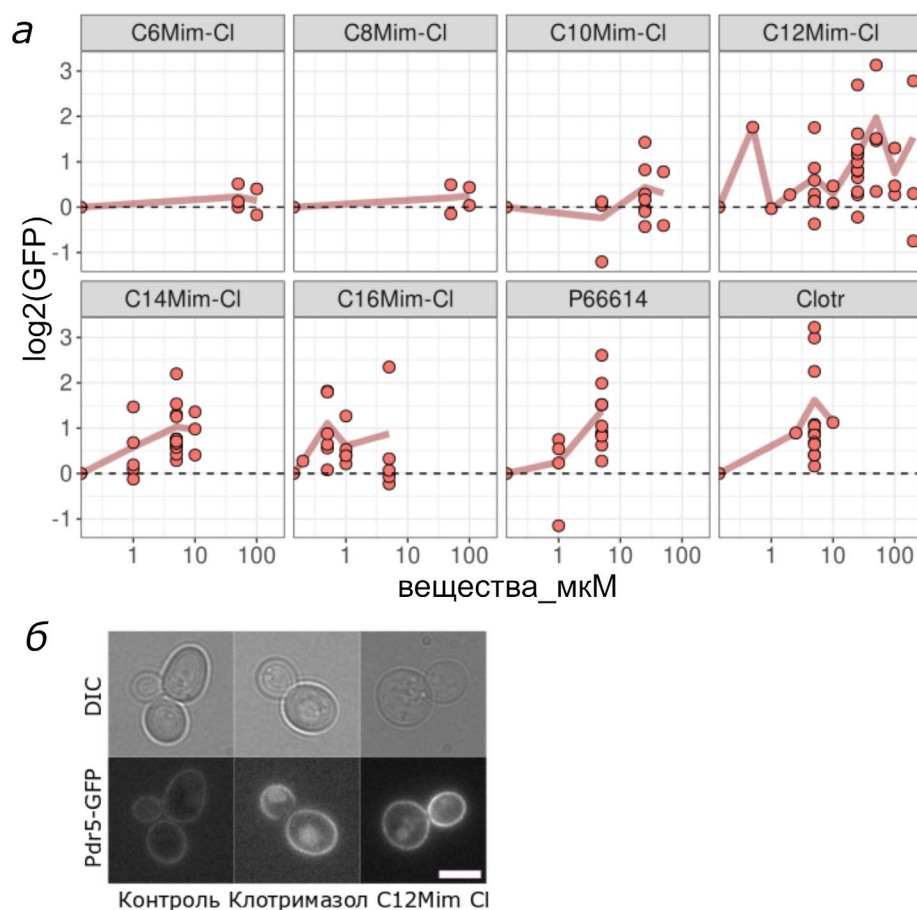 а
C6Mim-Cl C8Mim-Cl C10Mim-Cl C12Mim-Cl
3
2
1
0
-1
log2(GFP)
C14Mim-Cl C16Mim-Cl P66614 Clotr
3
2
1
0
-1
1 10 100 1 10 100 1 10 100 1 10 100
вещества_мкМ
б
DIC
Pdr5-GFP
Контроль Клотримазол C12Mim Cl